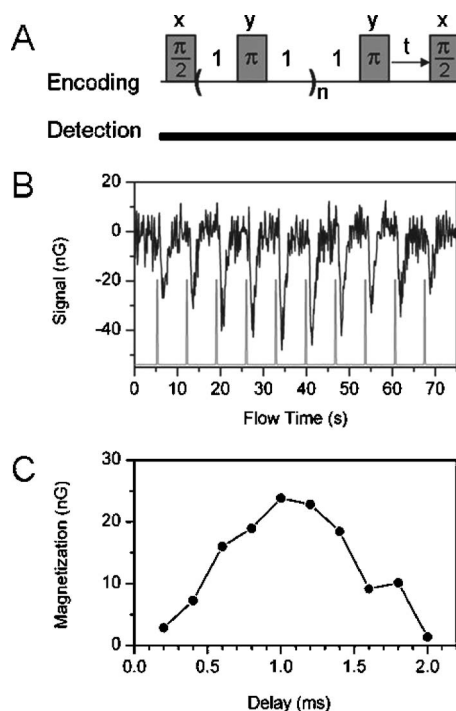 A
x y y x
π/2 ( 1 π 1 ) n 1 π t π/2
Encoding
Detection
B
20
0
-20
-40
Signal (nG)
0 10 20 30 40 50 60 70
Flow Time (s)
C
30
20
10
0
Magnetization (nG)
0.0 0.5 1.0 1.5 2.0
Delay (ms)